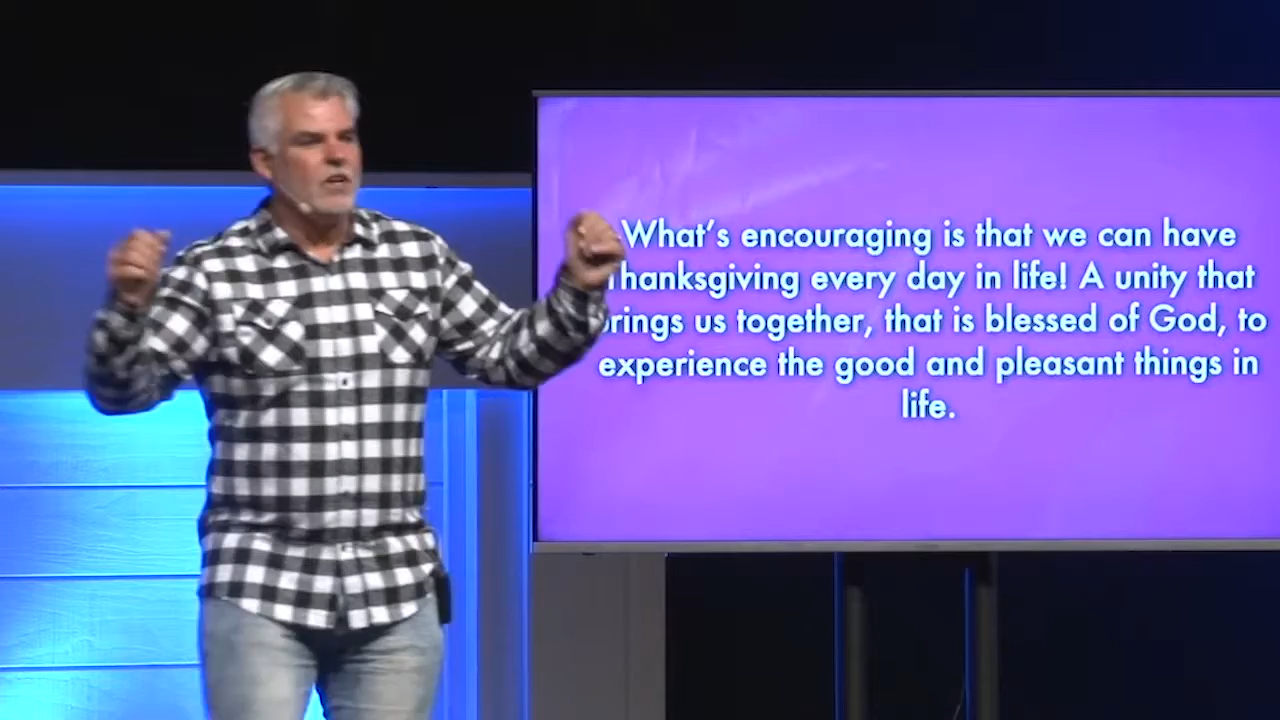 What's encouraging is that we can have
hanksgiving every day in life! A unity that
rings us together, that is blessed of God, to
experience the good and pleasant things in
life.